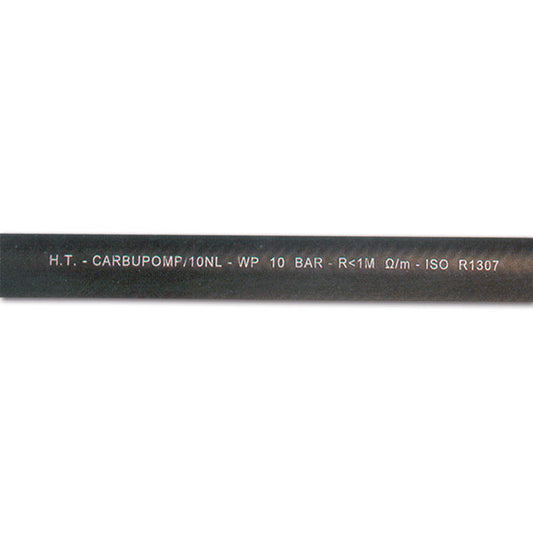 H.T. - CARBUPOMP/10NL - WP 10 BAR - R<1M Ω/m - ISO R1307